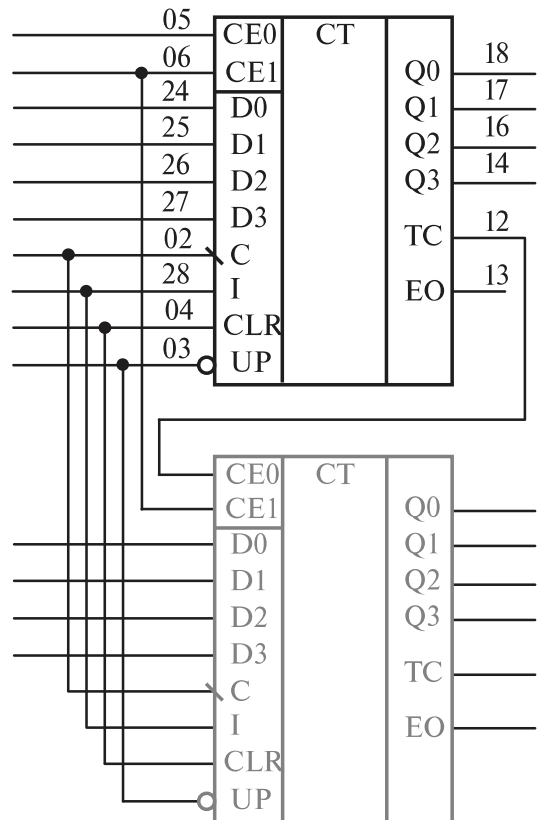 05 CE0 CT
06 CE1 Q0 18
24 D0 Q1 17
25 D1 Q2 16
26 D2 Q3 14
27 D3
02 C TC 12
28 I EO 13
04 CLR
03 UP
CE0 CT
CE1 Q0
D0 Q1
D1 Q2
D2 Q3
D3 TC
C
I EO
CLR
UP